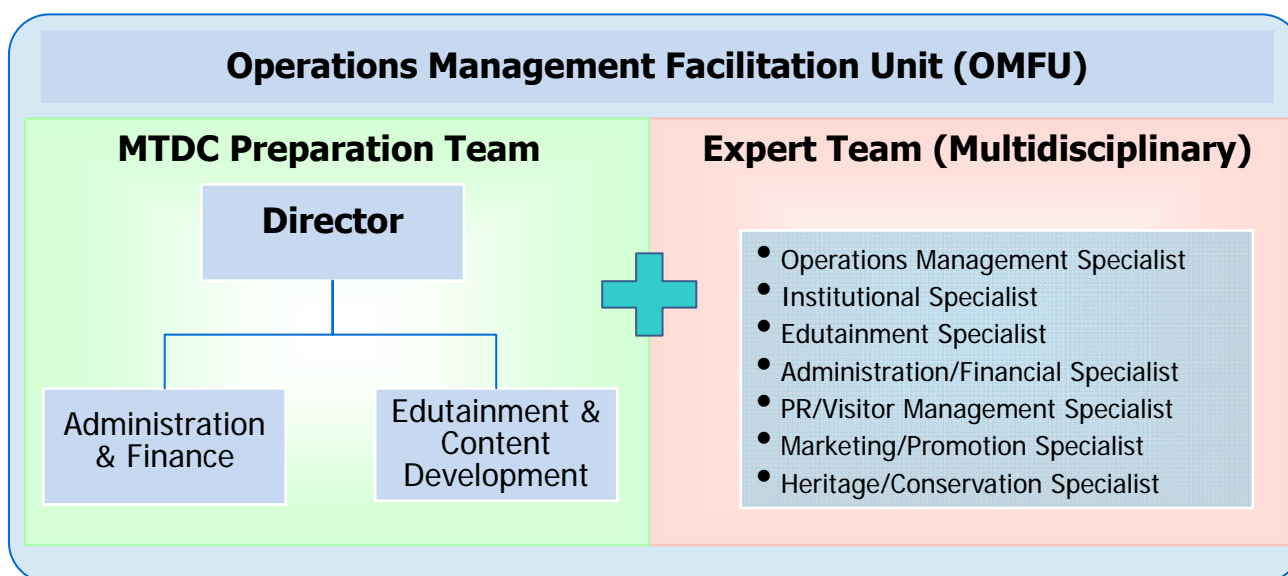 Operations Management Facilitation Unit (OMFU)
MTDC Preparation Team
Director
Administration
& Finance
Edutainment &
Content
Development
Expert Team (Multidisciplinary)
• Operations Management Specialist
• Institutional Specialist
• Edutainment Specialist
• Administration/Financial Specialist
• PR/Visitor Management Specialist
• Marketing/Promotion Specialist
• Heritage/Conservation Specialist